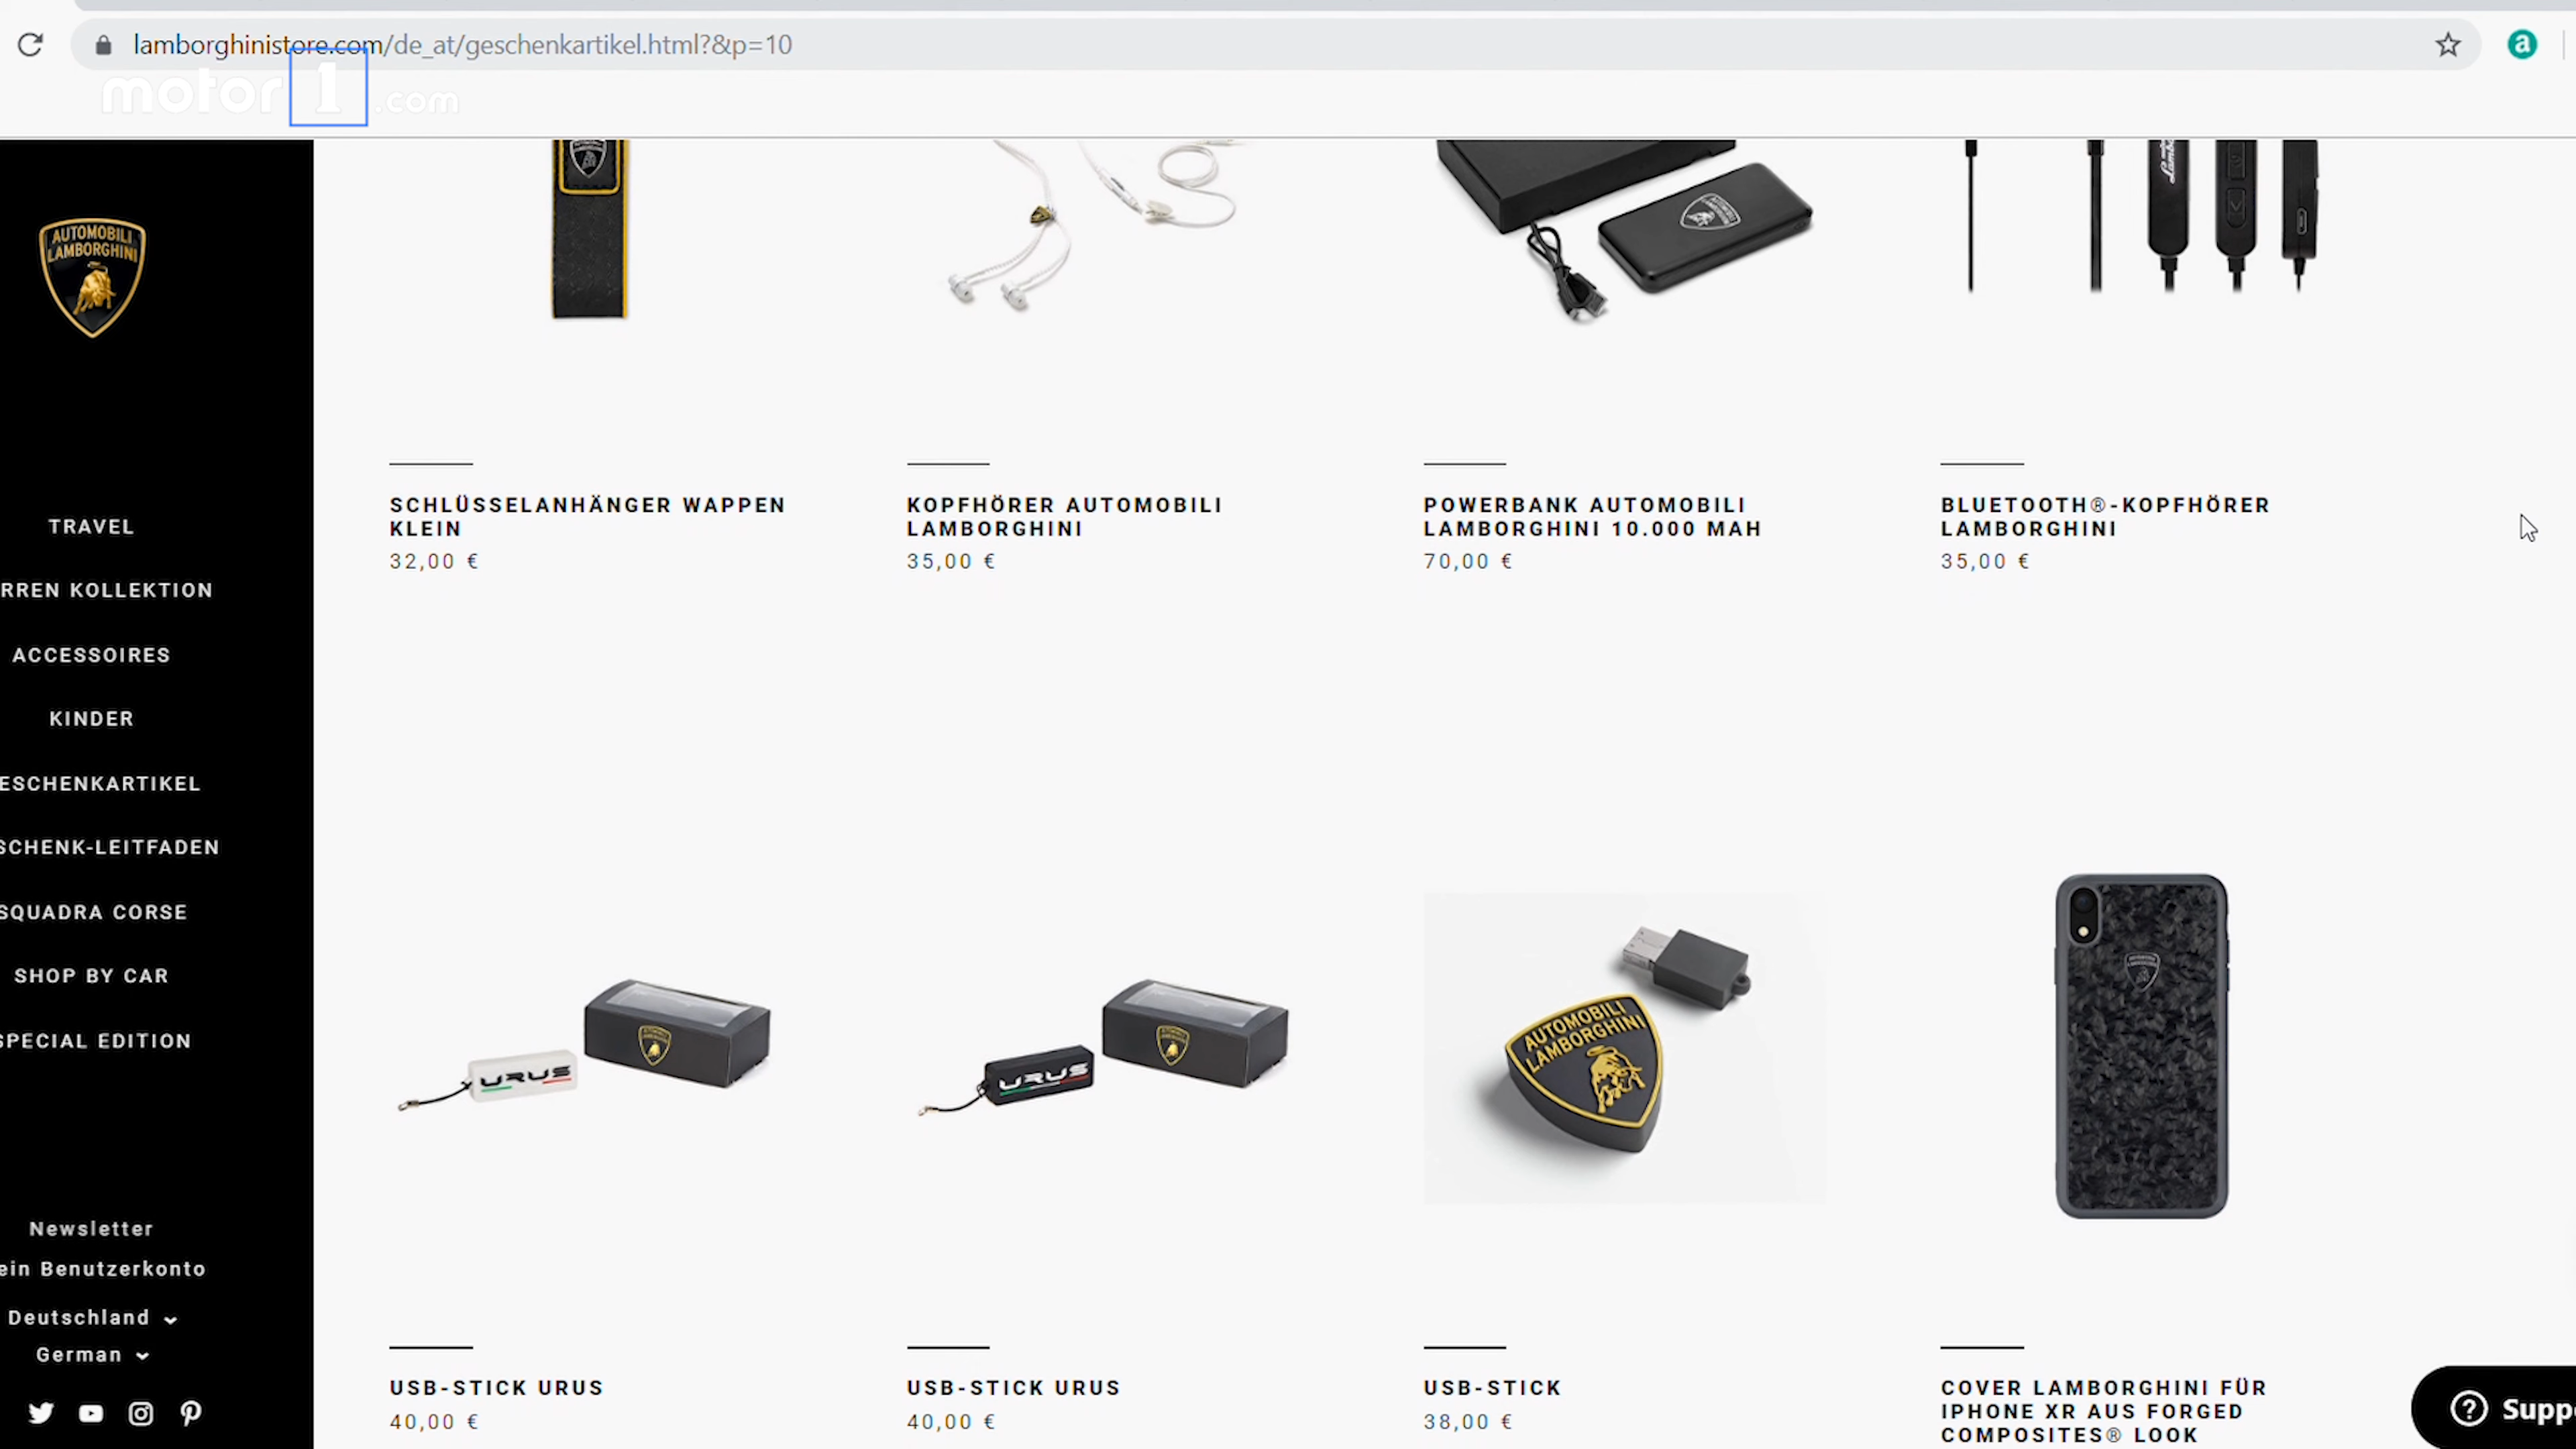 lamborghinistore.com/de_at/geschenkartikel.html?&p=10
motor1.com
AUTOMOBILI
LAMBORGHINI
TRAVEL
RREN KOLLEKTION
ACCESSOIRES
KINDER
ESCHENKARTIKEL
SCHENK-LEITFADEN
SQUADRA CORSE
SHOP BY CAR
SPECIAL EDITION
Newsletter
ein Benutzerkonto
Deutschland
German
SCHLÜSSELANHÄNGER WAPPEN
KLEIN
32,00 €
KOPFHÖRER AUTOMOBILI
LAMBORGHINI
35,00 €
POWERBANK AUTOMOBILI
LAMBORGHINI 10.000 MAH
70,00 €
BLUETOOTH®-KOPFHÖRER
LAMBORGHINI
35,00 €
URUS
USB-STICK URUS
40,00 €
URUS
USB-STICK URUS
40,00 €
AUTOMOBILI
LAMBORGHINI
USB-STICK
38,00 €
COVER LAMBORGHINI FÜR
IPHONE XR AUS FORGED
COMPOSITES® LOOK
Supp